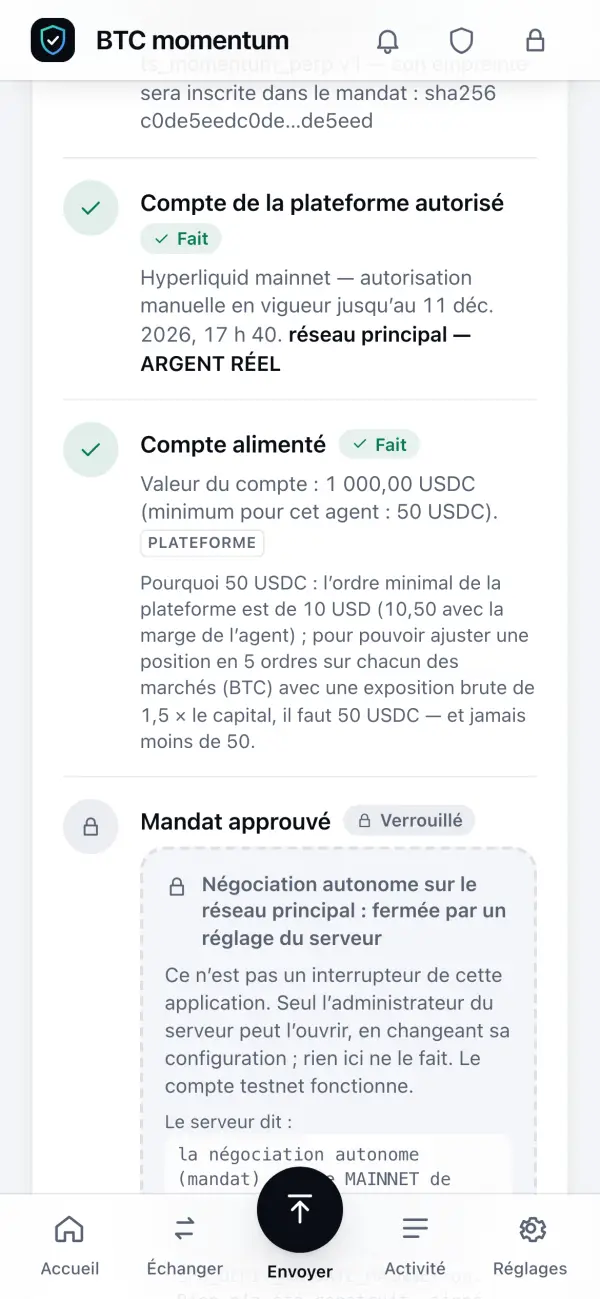 BTC momentum
sera inscrite dans le mandat : sha256
c0de5eedc0de…de5eed
Compte de la plateforme autorisé
Fait
Hyperliquid mainnet — autorisation
manuelle en vigueur jusqu’au 11 déc.
2026, 17 h 40. réseau principal —
ARGENT RÉEL
Compte alimenté
Fait
Valeur du compte : 1 000,00 USDC
(minimum pour cet agent : 50 USDC).
PLATEFORME
Pourquoi 50 USDC : l’ordre minimal de la
plateforme est de 10 USD (10,50 avec la
marge de l’agent) ; pour pouvoir ajuster une
position en 5 ordres sur chacun des
marchés (BTC) avec une exposition brute de
1,5 × le capital, il faut 50 USDC — et jamais
moins de 50.
Mandat approuvé
Verrouillé
Négociation autonome sur le
réseau principal : fermée par un
réglage du serveur
Ce n’est pas un interrupteur de cette
application. Seul l’administrateur du
serveur peut l’ouvrir, en changeant sa
configuration ; rien ici ne le fait. Le
compte testnet fonctionne.
Le serveur dit :
la négociation autonome
(mandat) MAINNET de
Accueil
Échanger
Envoyer
Activité
Réglages